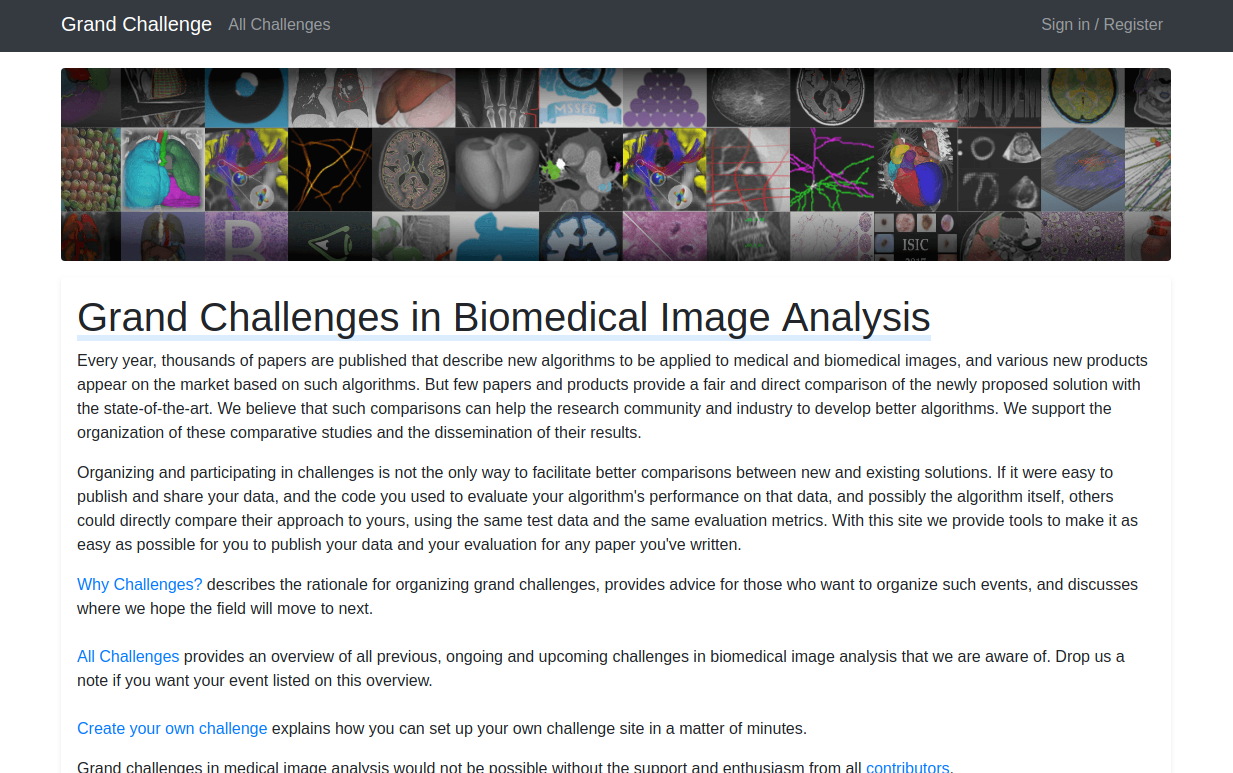 Grand Challenge All Challenges Sign in / Register
MSSEG
R
A
ISIC
Grand Challenges in Biomedical Image Analysis
Every year, thousands of papers are published that describe new algorithms to be applied to medical and biomedical images, and various new products
appear on the market based on such algorithms. But few papers and products provide a fair and direct comparison of the newly proposed solution with
the state-of-the-art. We believe that such comparisons can help the research community and industry to develop better algorithms. We support the
organization of these comparative studies and the dissemination of their results.
Organizing and participating in challenges is not the only way to facilitate better comparisons between new and existing solutions. If it were easy to
publish and share your data, and the code you used to evaluate your algorithm's performance on that data, and possibly the algorithm itself, others
could directly compare their approach to yours, using the same test data and the same evaluation metrics. With this site we provide tools to make it as
easy as possible for you to publish your data and your evaluation for any paper you've written.
Why Challenges? describes the rationale for organizing grand challenges, provides advice for those who want to organize such events, and discusses
where we hope the field will move to next.
All Challenges provides an overview of all previous, ongoing and upcoming challenges in biomedical image analysis that we are aware of. Drop us a
note if you want your event listed on this overview.
Create your own challenge explains how you can set up your own challenge site in a matter of minutes.
Grand challenges in medical image analysis would not be possible without the support and enthusiasm from all contributors.